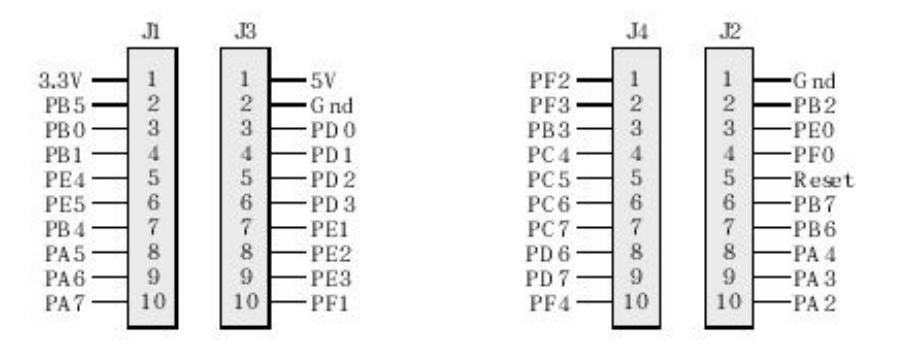 J1 J3 J4 J2
3.3V 1 1 5V PF2 1 1 Gnd
PB5 2 2 Gnd PF3 2 2 PB2
PB0 3 3 PD0 PB3 3 3 PE0
PB1 4 4 PD1 PC4 4 4 PF0
PE4 5 5 PD2 PC5 5 5 Reset
PE5 6 6 PD3 PC6 6 6 PB7
PB4 7 7 PE1 PC7 7 7 PB6
PA5 8 8 PE2 PD6 8 8 PA4
PA6 9 9 PE3 PD7 9 9 PA3
PA7 10 10 PF1 PF4 10 10 PA2